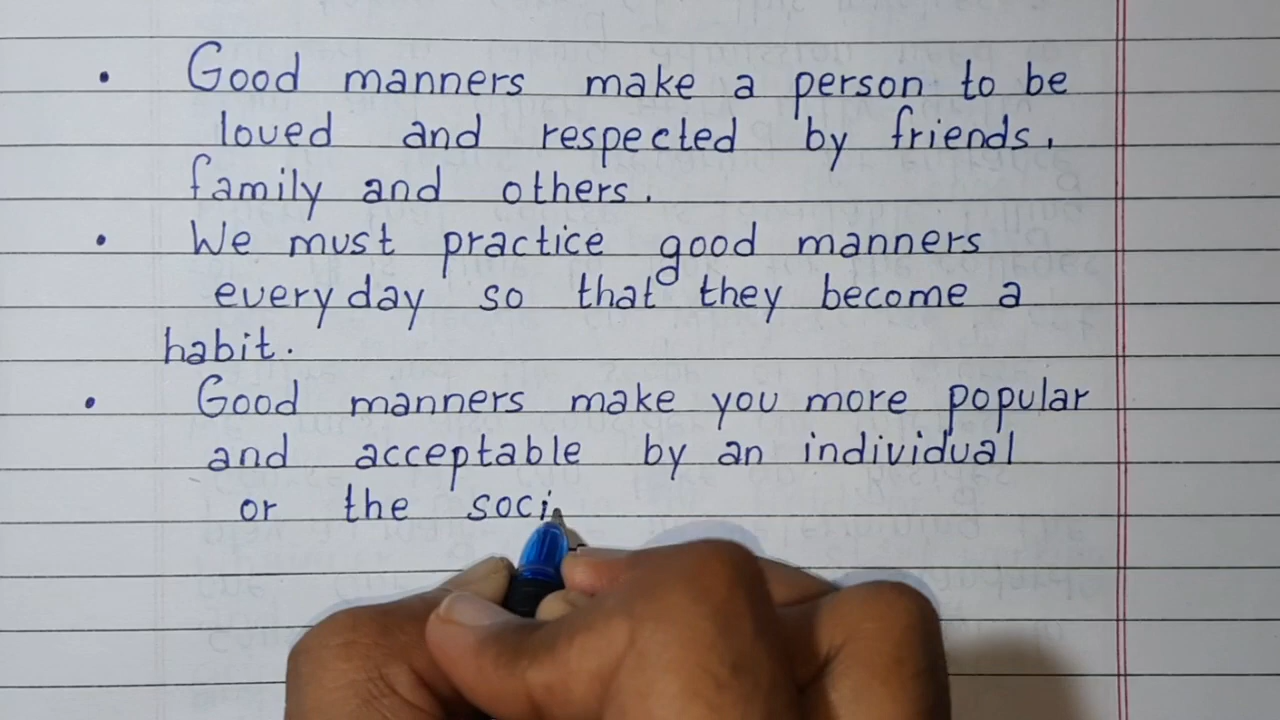 • Good manners make a person to be
loved and respected by friends,
family and others.
• We must practice good manners
everyday so that they become a
habit.
• Good manners make you more popular
and acceptable by an individual
or the soci